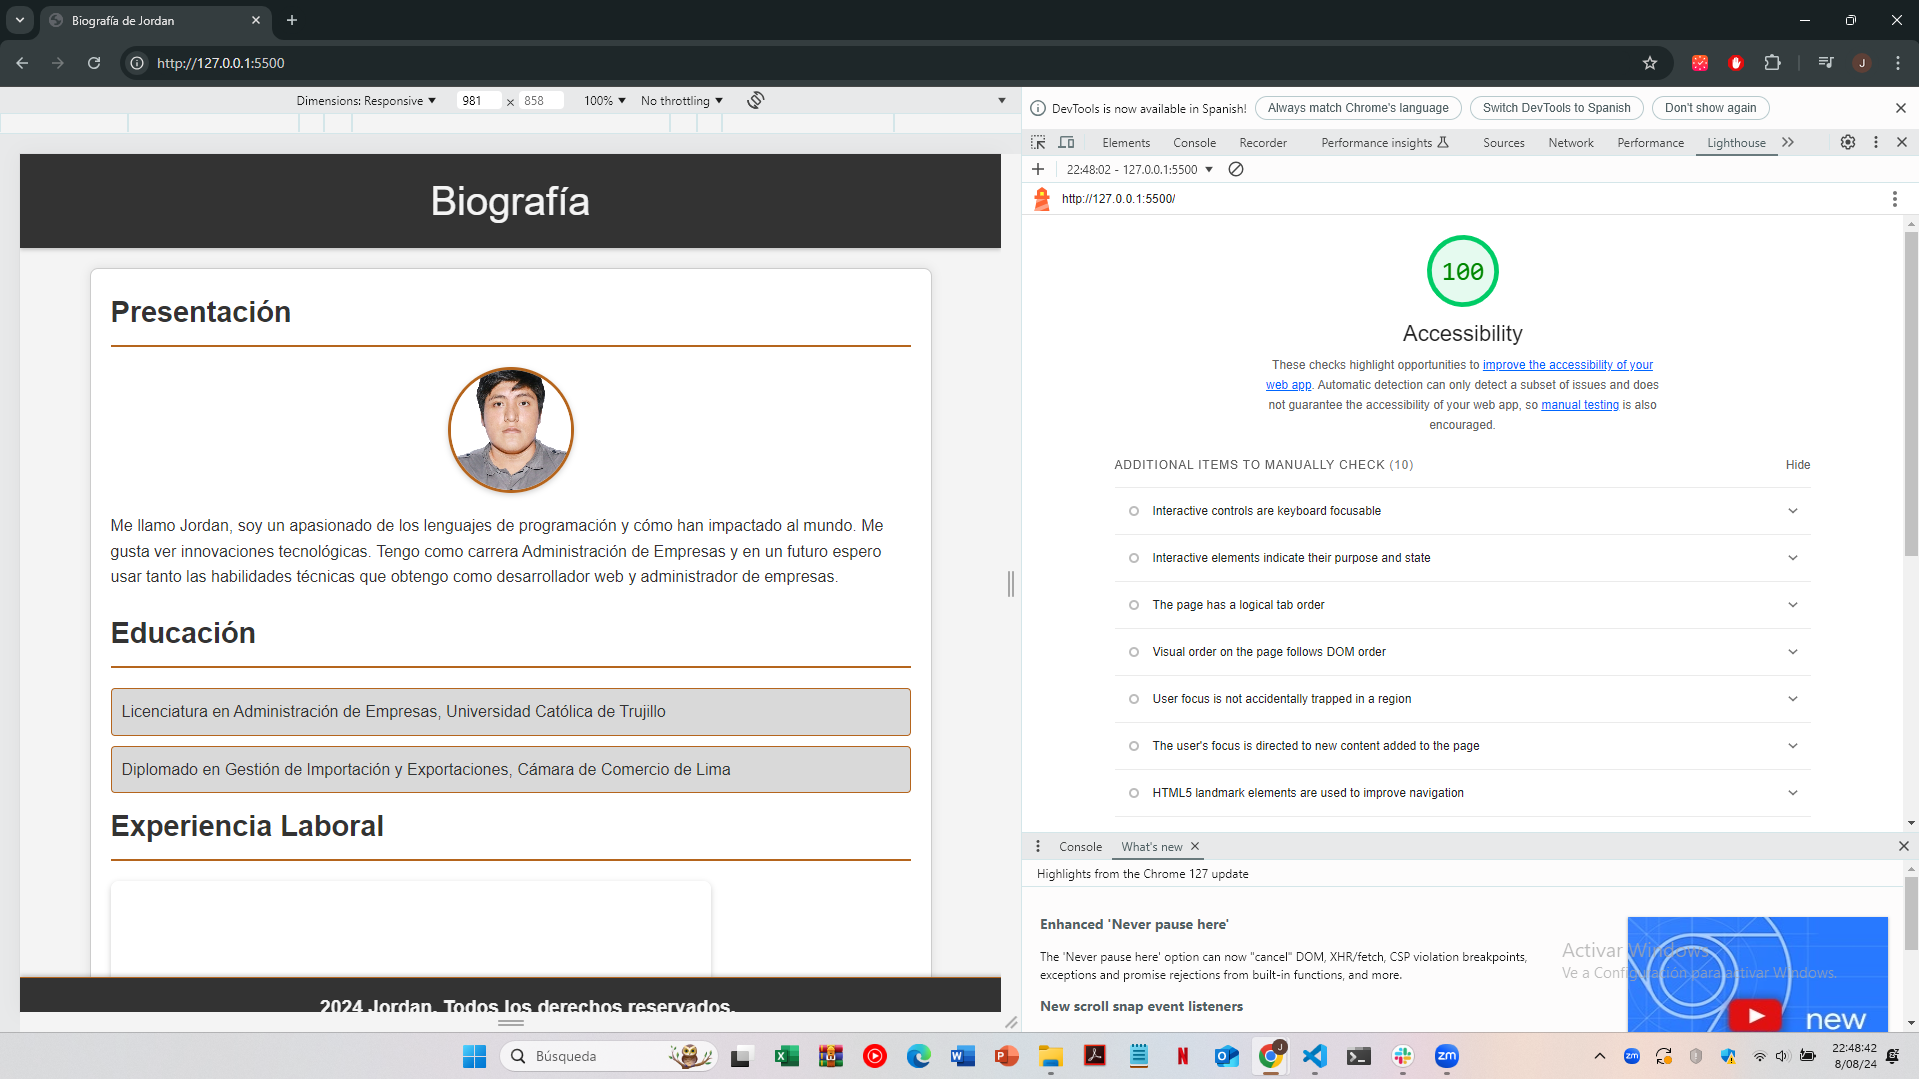 Biografía de Jordan
http://127.0.0.1:5500
J
Dimensions: Responsive
981 × 858
100%
No throttling
DevTools is now available in Spanish!
Always match Chrome's language
Switch DevTools to Spanish
Don't show again
Elements
Console
Recorder
Performance insights
Sources
Network
Performance
Lighthouse
22:48:02 - 127.0.0.1:5500
http://127.0.0.1:5500/
Biografía
Presentación
Me llamo Jordan, soy un apasionado de los lenguajes de programación y cómo han impactado al mundo. Me
gusta ver innovaciones tecnológicas. Tengo como carrera Administración de Empresas y en un futuro espero
usar tanto las habilidades técnicas que obtengo como desarrollador web y administrador de empresas.
Educación
Licenciatura en Administración de Empresas, Universidad Católica de Trujillo
Diplomado en Gestión de Importación y Exportaciones, Cámara de Comercio de Lima
Experiencia Laboral
2024 Jordan. Todos los derechos reservados.
100
Accessibility
These checks highlight opportunities to improve the accessibility of your
web app. Automatic detection can only detect a subset of issues and does
not guarantee the accessibility of your web app, so manual testing is also
encouraged.
ADDITIONAL ITEMS TO MANUALLY CHECK (10)
Hide
Interactive controls are keyboard focusable
Interactive elements indicate their purpose and state
The page has a logical tab order
Visual order on the page follows DOM order
User focus is not accidentally trapped in a region
The user's focus is directed to new content added to the page
HTML5 landmark elements are used to improve navigation
Console
What's new
Highlights from the Chrome 127 update
Enhanced 'Never pause here'
The 'Never pause here' option can now "cancel" DOM, XHR/fetch, CSP violation breakpoints,
exceptions and promise rejections from built-in functions, and more.
New scroll snap event listeners
new
Activar Windows
Ve a Configuración para activar Windows.
Búsqueda
zm
zm
22:48:42
8/08/24